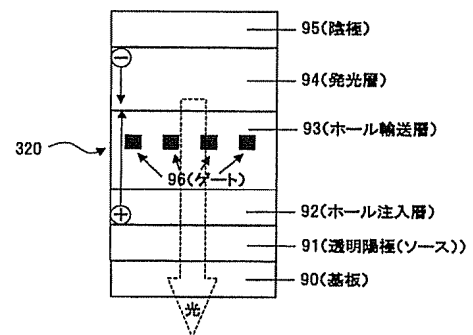 95(陰極)
⊖
94(発光層)
93(ホール輸送層)
320
96(ゲート)
92(ホール注入層)
⊕
91(透明陽極(ソース))
90(基板)
光